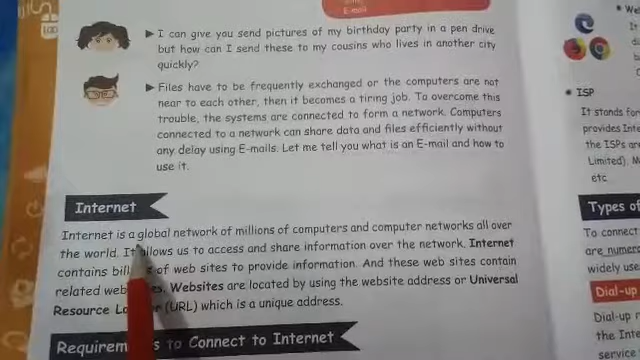 E-mail
I can give you send pictures of my birthday party in a pen drive
but how can I send these to my cousins who lives in another city
quickly?
Files have to be frequently exchanged or the computers are not
near to each other, then it becomes a tiring job. To overcome this
trouble, the systems are connected to form a network. Computers
connected to a network can share data and files efficiently without
any delay using E-mails. Let me tell you what is an E-mail and how to
use it.
Internet
Internet is a global network of millions of computers and computer networks all over
the world. It allows us to access and share information over the network. Internet
contains of web sites to provide information. And these web sites contain
related web Websites are located by using the website address or Universal
Resource (URL) which is a unique address.
Requirements to Connect to Internet
We
It
ISP
It stands for
provides Inter
the ISPs are
Limited). M
etc
Types of
To connect
are numero
widely use
Dial-up
Dial-up
the Inte
service